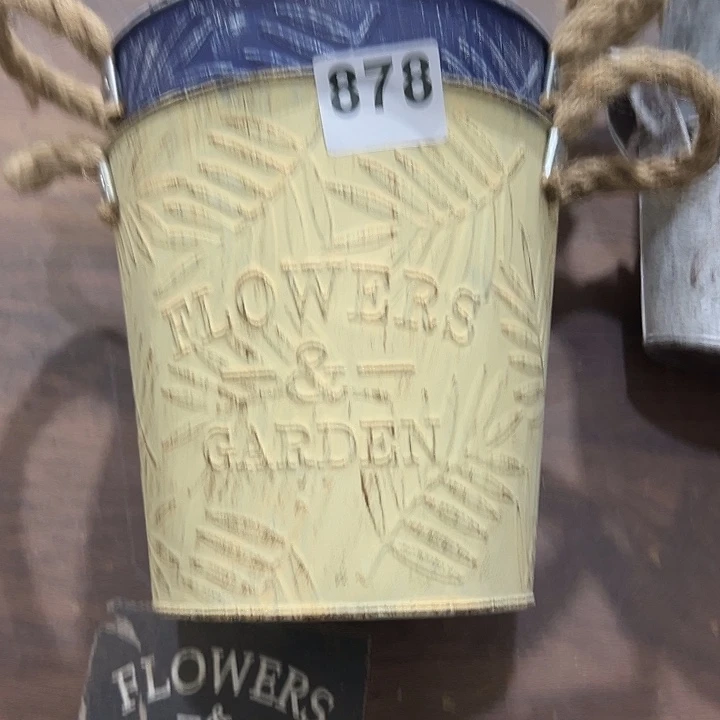 878
FLOWERS
— & —
GARDEN
FLOWERS
&